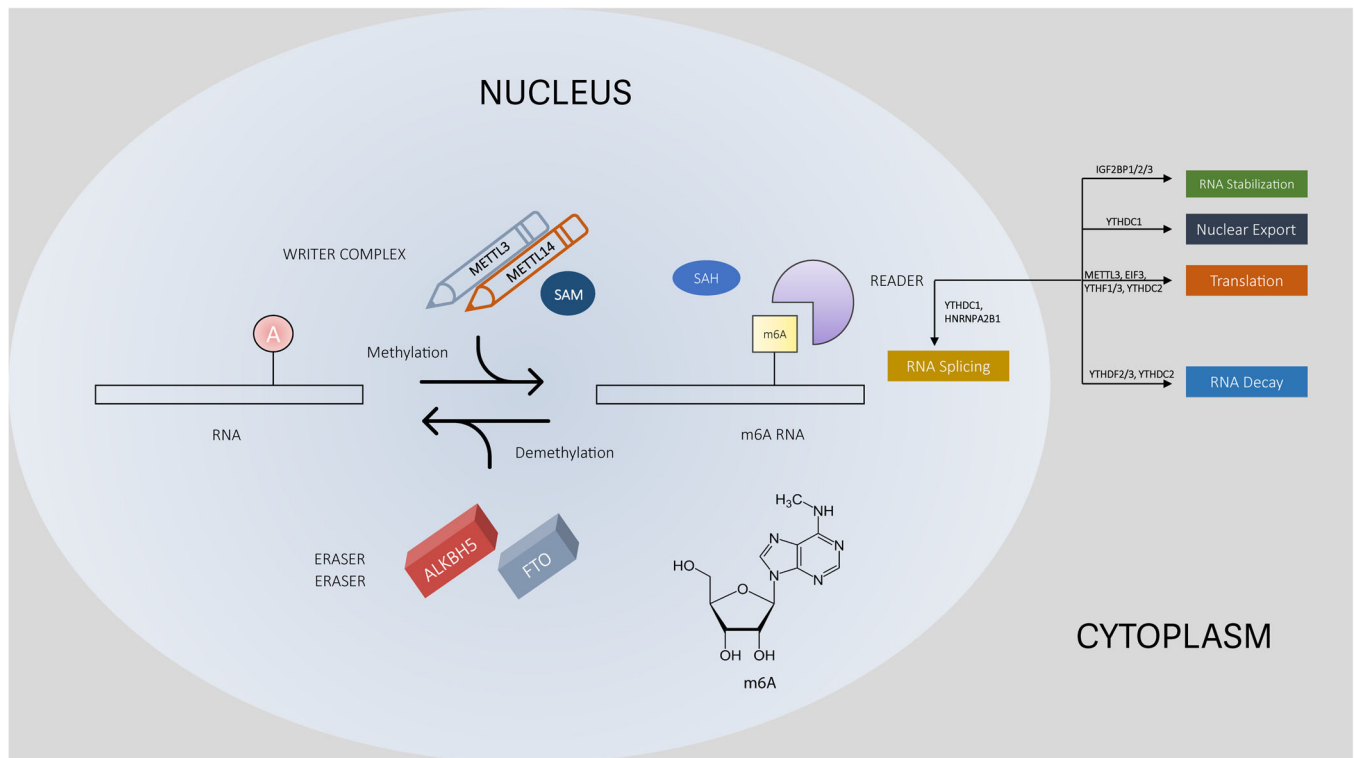 NUCLEUS
WRITER COMPLEX
METTL3
METTL14
SAM
SAH
m6A
READER
A
Methylation
RNA
m6A RNA
Demethylation
ERASER
ERASER
ALKBH5
FTO
H3C
NH
N
N
N
N
HO
O
OH
OH
m6A
YTHDC1,
HNRNPA2B1
RNA Splicing
IGF2BP1/2/3
RNA Stabilization
YTHDC1
Nuclear Export
METTL3, EIF3,
YTHF1/3, YTHDC2
Translation
YTHDF2/3, YTHDC2
RNA Decay
CYTOPLASM